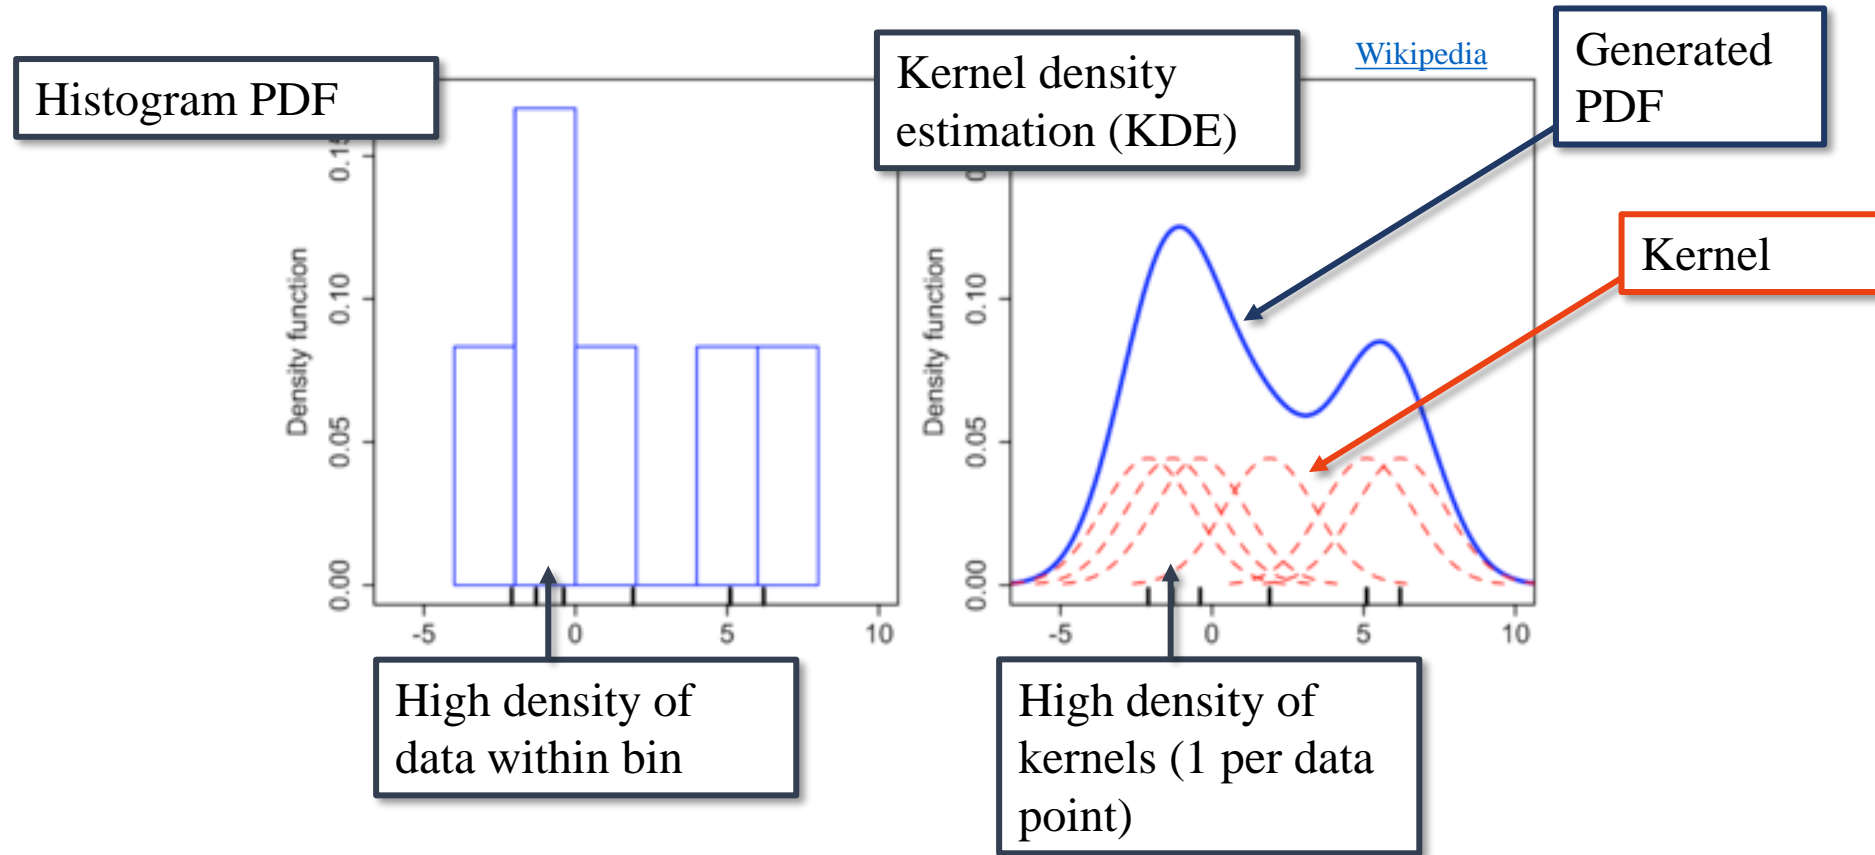 Histogram PDF
Kernel density
estimation (KDE)
Wikipedia
Generated
PDF
Kernel
Density function
0.00
0.05
0.10
-5
0
5
10
Density function
0.00
0.05
0.10
-5
0
5
10
High density of
data within bin
High density of
kernels (1 per data
point)